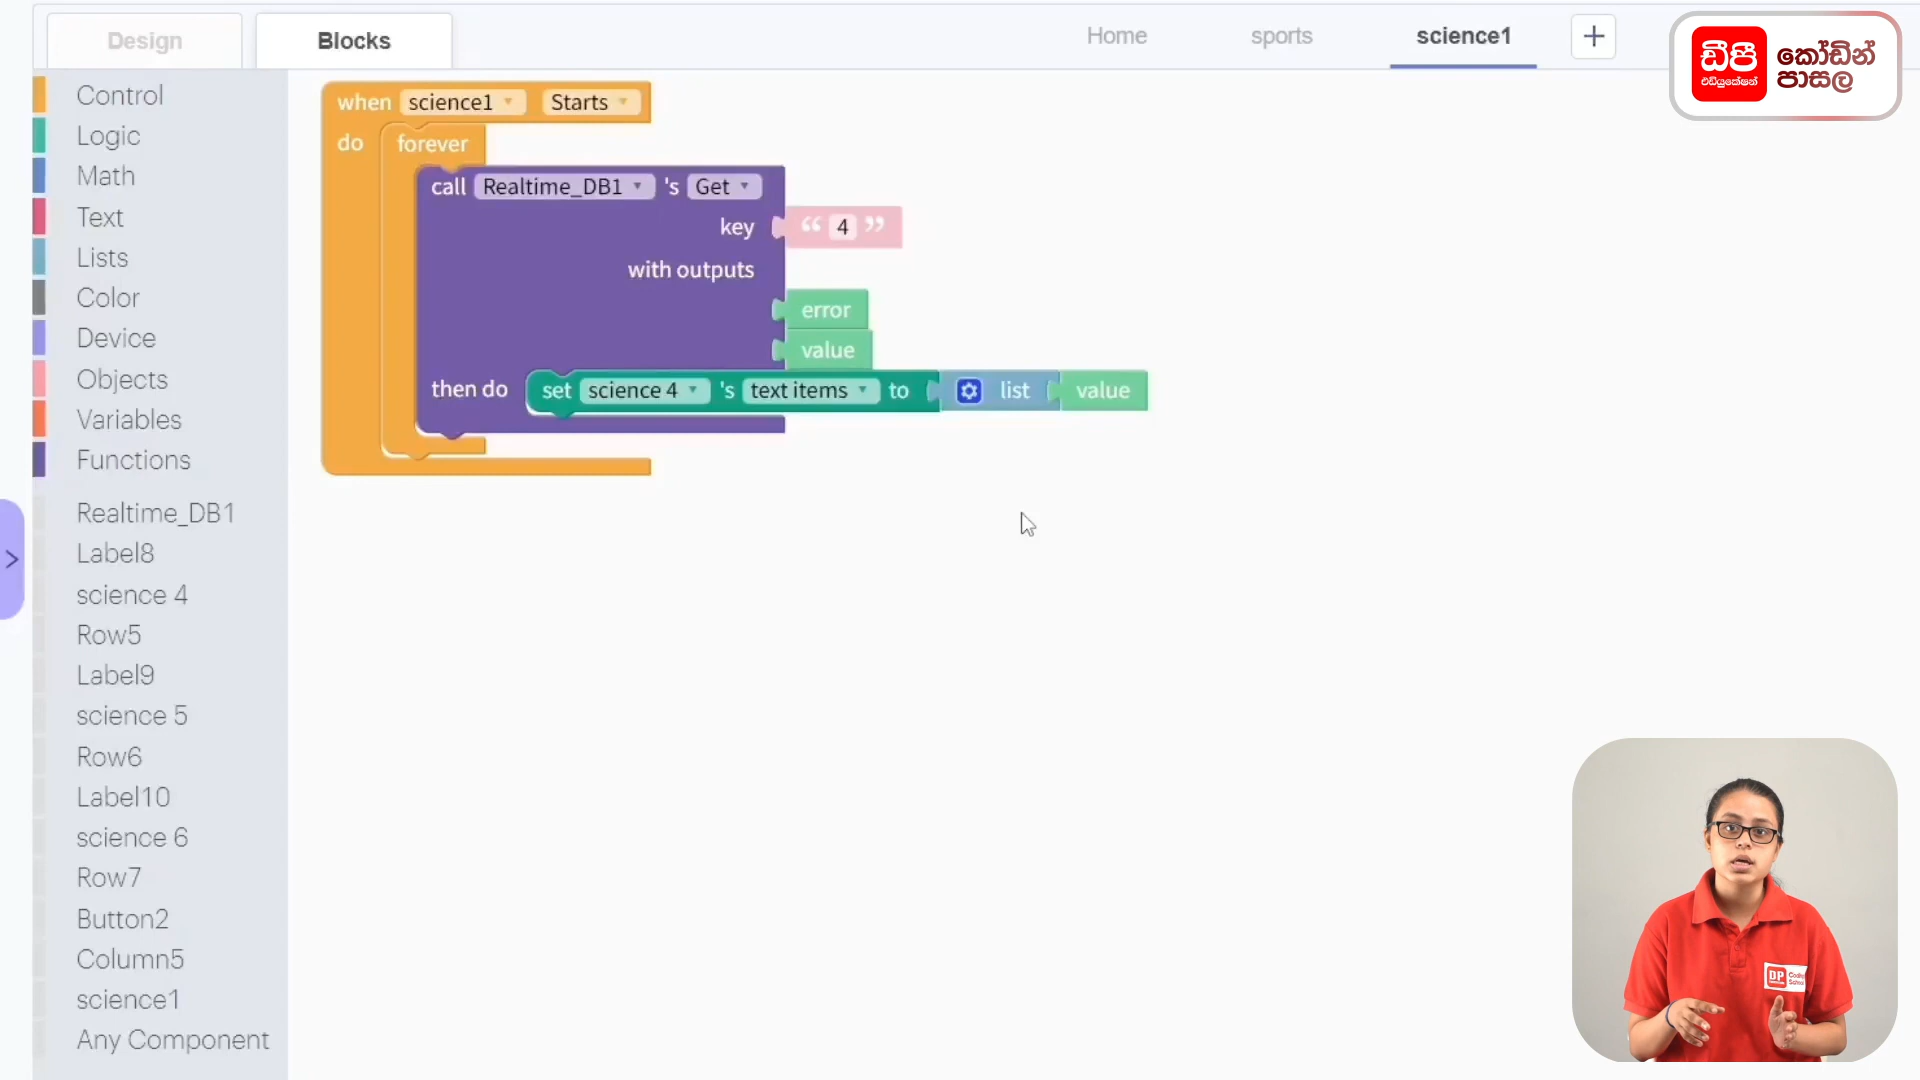 Design
Blocks
Home
sports
science1
+
ඩීපී
එඩියුකේෂන්
කෝඩින්
පාසල
Control
Logic
Math
Text
Lists
Color
Device
Objects
Variables
Functions
Realtime_DB1
Label8
science 4
Row5
Label9
science 5
Row6
Label10
science 6
Row7
Button2
Column5
science1
Any Component
when science1 Starts
do forever
call Realtime_DB1 's Get
key “ 4 ”
with outputs
error
value
then do set science 4 's text items to list value
DP